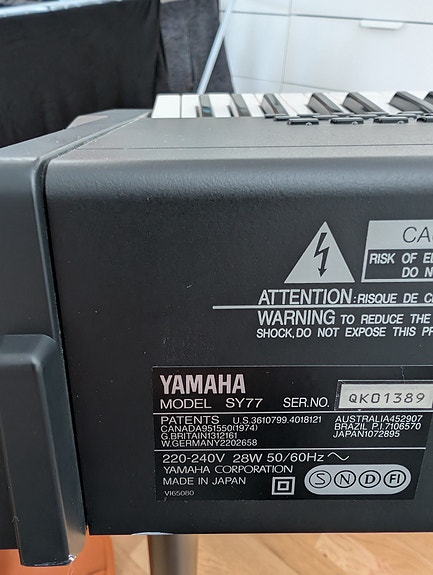 CA
RISK OF EL
DO N
ATTENTION: RISQUE DE C
WARNING TO REDUCE THE
SHOCK, DO NOT EXPOSE THIS PR
YAMAHA
MODEL SY77 SER.NO. QK01389
PATENTS U.S.3610799.4018121 AUSTRALIA452907
CANADA951550(1974) BRAZIL P.I.7106570
G.BRITAIN1312161 JAPAN1072895
W.GERMANY2202658
220-240V 28W 50/60Hz
YAMAHA CORPORATION
MADE IN JAPAN S N D FI
VI65080